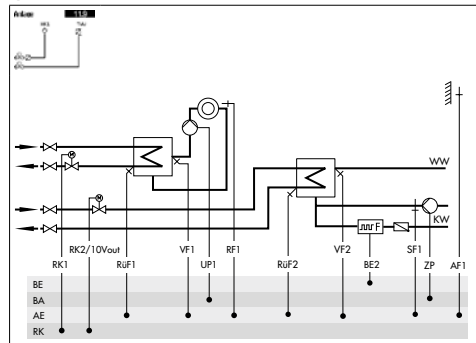 Anlage 11.9
WW
KW
RK2/10Vout
RK1 RüF1 VF1 UP1 RF1 RüF2 VF2 BE2 SF1 ZP AF1
BE
BA
AE
RK